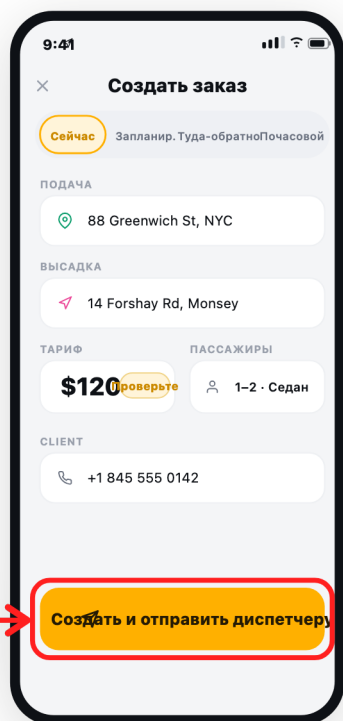 9:41
Создать заказ
Сейчас Запланир. Туда-обратно Почасовой
ПОДАЧА
88 Greenwich St, NYC
ВЫСАДКА
14 Forshay Rd, Monsey
ТАРИФ ПАССАЖИРЫ
$120 Проверьте 1–2 · Седан
CLIENT
+1 845 555 0142
Создать и отправить диспетчеру